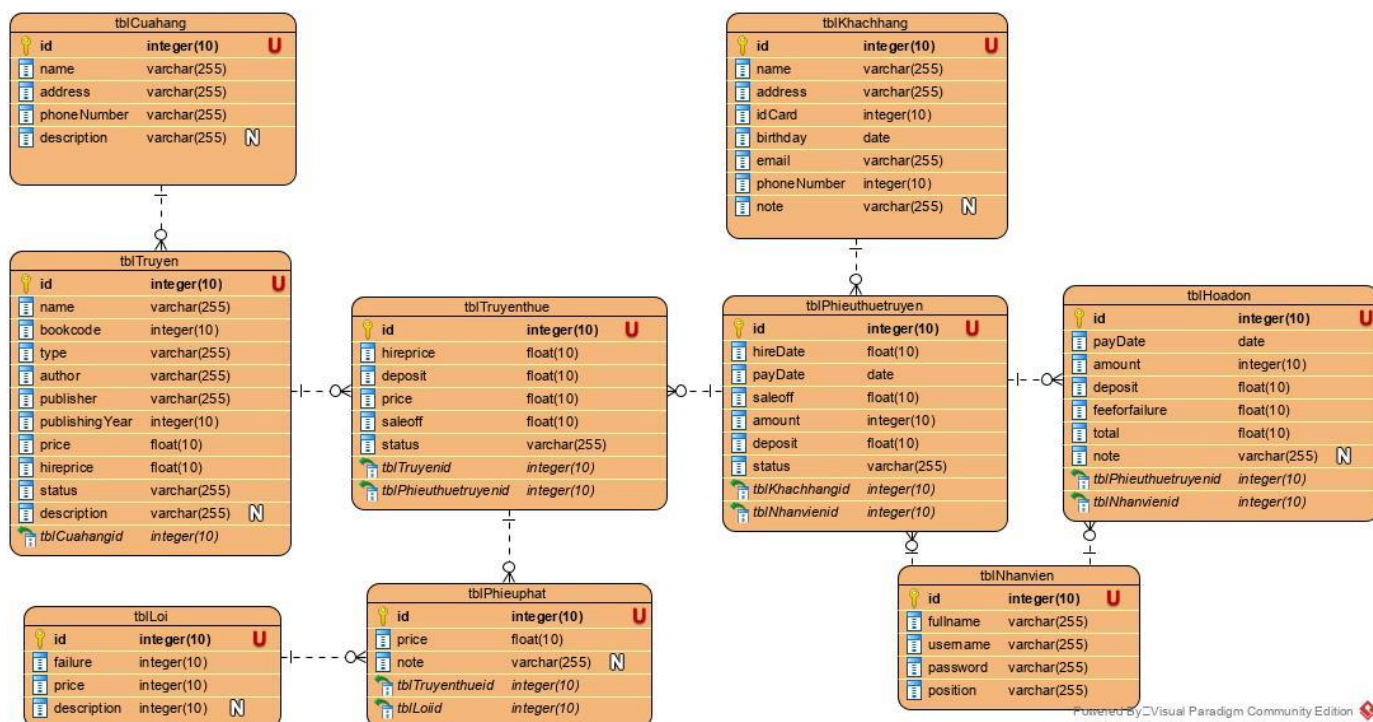 tblCuahang
id integer(10) U
name varchar(255)
address varchar(255)
phoneNumber varchar(255)
description varchar(255) N
tblKhachhang
id integer(10) U
name varchar(255)
address varchar(255)
idCard integer(10)
birthday date
email varchar(255)
phoneNumber integer(10)
note varchar(255) N
tblTruyen
id integer(10) U
name varchar(255)
bookcode integer(10)
type varchar(255)
author varchar(255)
publisher varchar(255)
publishingYear integer(10)
price float(10)
hireprice float(10)
status varchar(255)
description varchar(255) N
tblCuahangid integer(10)
tblTruyenthue
id integer(10) U
hireprice float(10)
deposit float(10)
price float(10)
saleoff float(10)
status varchar(255)
tblTruyenid integer(10)
tblPhieuthuetruyenid integer(10)
tblPhieuthuetruyen
id integer(10) U
hireDate float(10)
payDate date
saleoff float(10)
amount integer(10)
deposit float(10)
status varchar(255)
tblKhachhangid integer(10)
tblNhanvienid integer(10)
tblHoadon
id integer(10) U
payDate date
amount integer(10)
deposit float(10)
feeforfailure float(10)
total float(10)
note varchar(255) N
tblPhieuthuetruyenid integer(10)
tblNhanvienid integer(10)
tblLoi
id integer(10) U
failure integer(10)
price integer(10)
description integer(10) N
tblPhieuphat
id integer(10) U
price float(10)
note varchar(255) N
tblTruyenthueid integer(10)
tblLoiid integer(10)
tblNhanvien
id integer(10) U
fullname varchar(255)
username varchar(255)
password varchar(255)
position varchar(255)
Powered By Visual Paradigm Community Edition